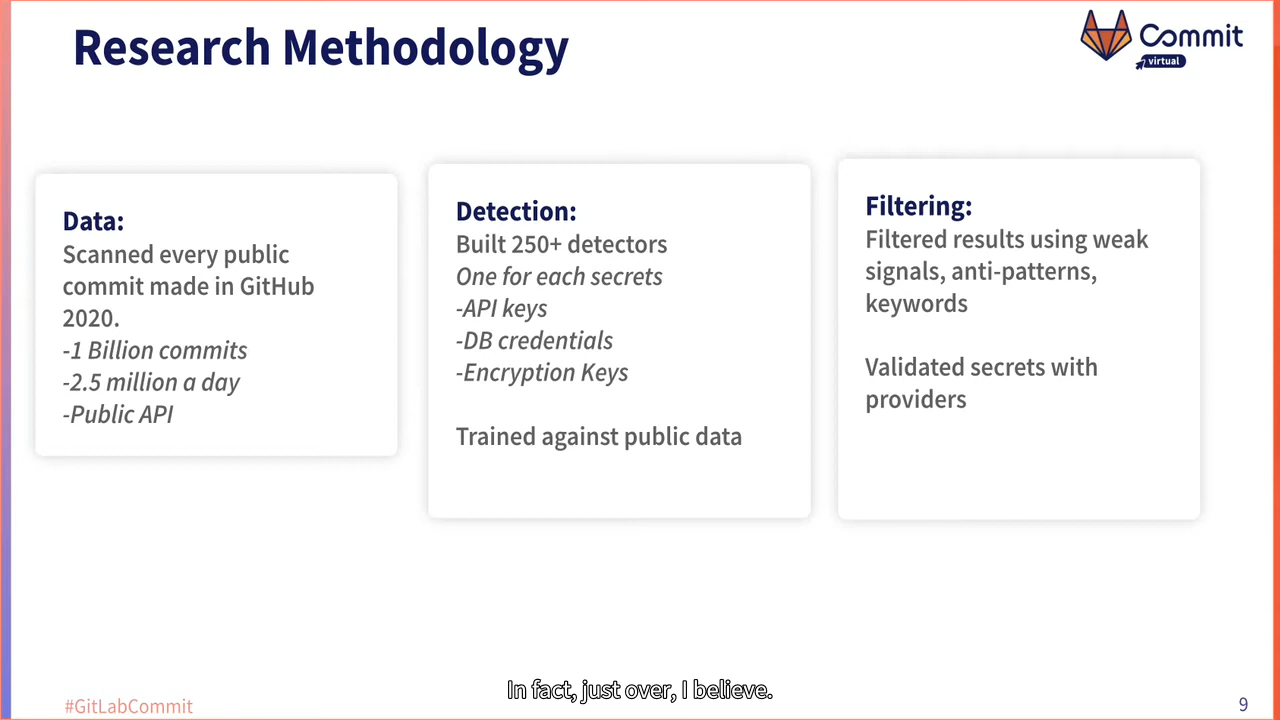 Research Methodology
Commit
virtual
Data:
Scanned every public
commit made in GitHub
2020.
-1 Billion commits
-2.5 million a day
-Public API
Detection:
Built 250+ detectors
One for each secrets
-API keys
-DB credentials
-Encryption Keys
Trained against public data
Filtering:
Filtered results using weak
signals, anti-patterns,
keywords
Validated secrets with
providers
In fact, just over, I believe.
#GitLabCommit
9